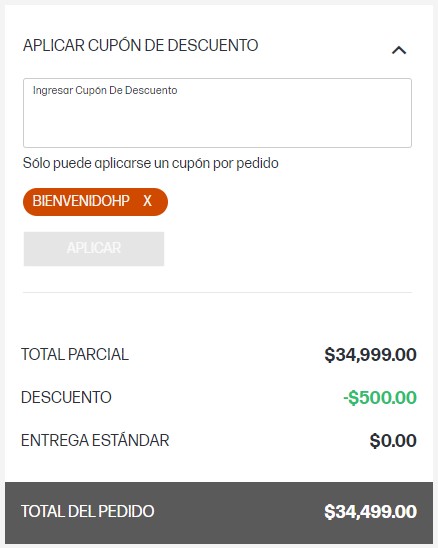 APLICAR CUPÓN DE DESCUENTO
Ingresar Cupón De Descuento
Sólo puede aplicarse un cupón por pedido
BIENVENIDOHP X
APLICAR
TOTAL PARCIAL $34,999.00
DESCUENTO -$500.00
ENTREGA ESTÁNDAR $0.00
TOTAL DEL PEDIDO $34,499.00